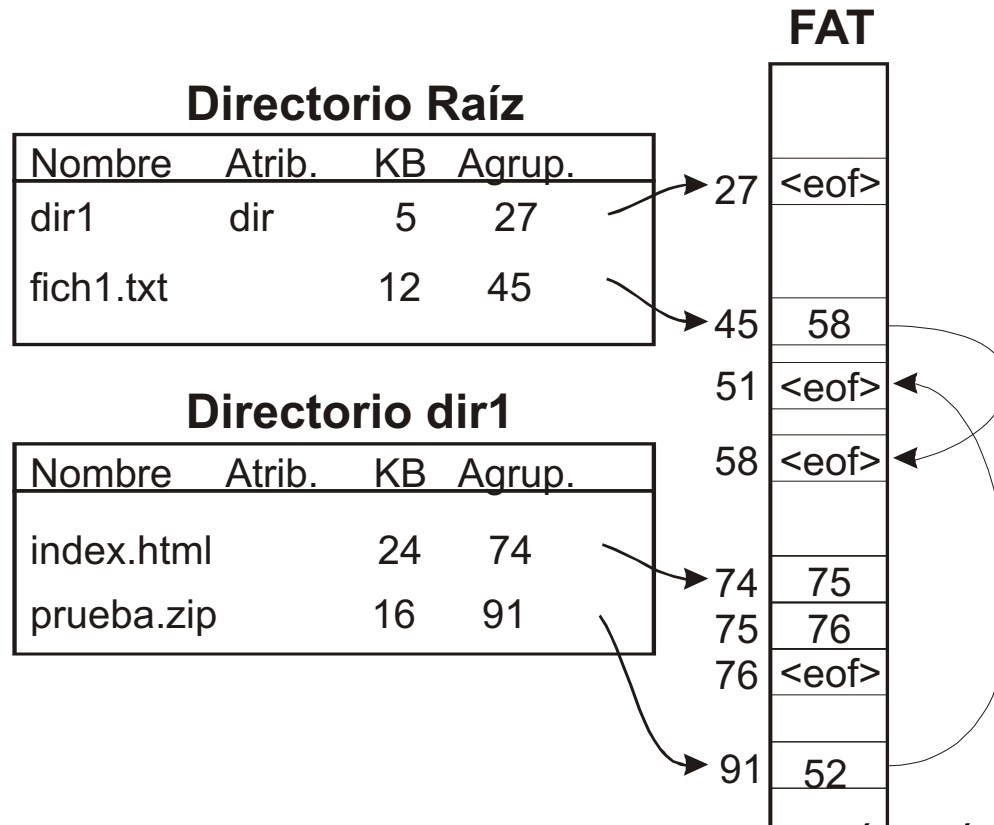 FAT
Directorio Raíz
Nombre Atrib. KB Agrup.
dir1 dir 5 27
fich1.txt 12 45
Directorio dir1
Nombre Atrib. KB Agrup.
index.html 24 74
prueba.zip 16 91
27 <eof>
45 58
51 <eof>
58 <eof>
74 75
75 76
76 <eof>
91 52